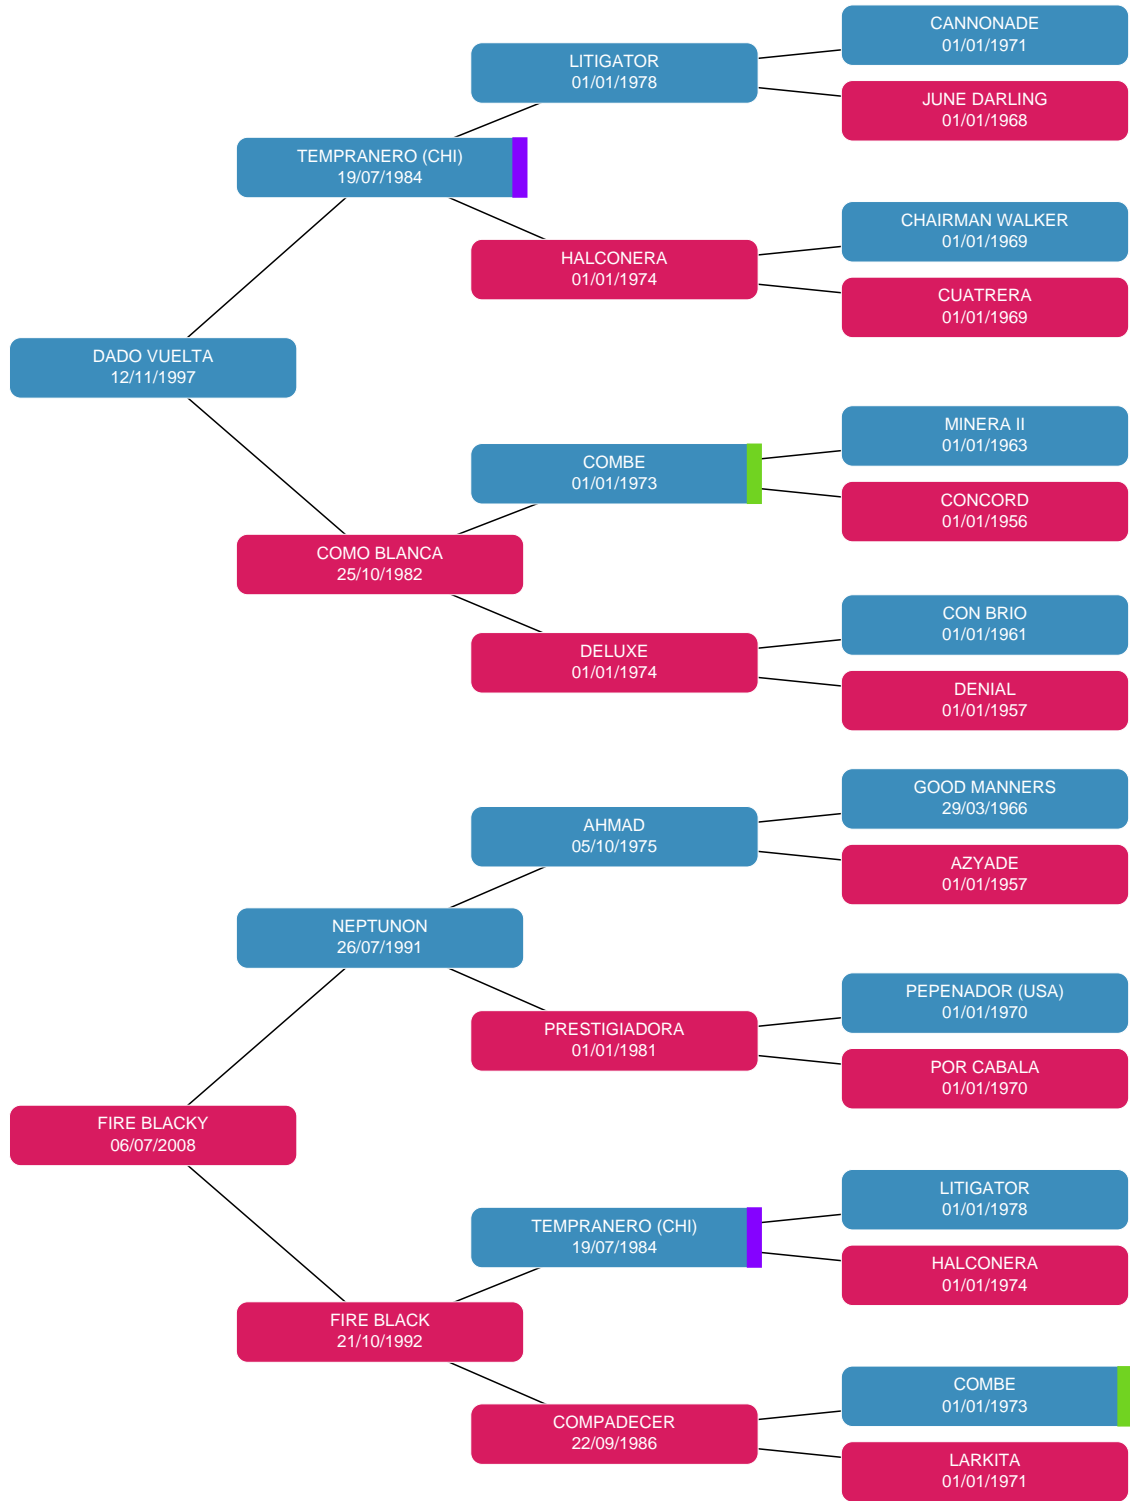 CANNONADE
01/01/1971
LITIGATOR
01/01/1978
JUNE DARLING
01/01/1968
TEMPRANERO (CHI)
19/07/1984
CHAIRMAN WALKER
01/01/1969
HALCONERA
01/01/1974
CUATRERA
01/01/1969
DADO VUELTA
12/11/1997
MINERA II
01/01/1963
COMBE
01/01/1973
CONCORD
01/01/1956
COMO BLANCA
25/10/1982
CON BRIO
01/01/1961
DELUXE
01/01/1974
DENIAL
01/01/1957
GOOD MANNERS
29/03/1966
AHMAD
05/10/1975
AZYADE
01/01/1957
NEPTUNON
26/07/1991
PEPENADOR (USA)
01/01/1970
PRESTIGIADORA
01/01/1981
POR CABALA
01/01/1970
FIRE BLACKY
06/07/2008
LITIGATOR
01/01/1978
TEMPRANERO (CHI)
19/07/1984
HALCONERA
01/01/1974
FIRE BLACK
21/10/1992
COMBE
01/01/1973
COMPADECER
22/09/1986
LARKITA
01/01/1971